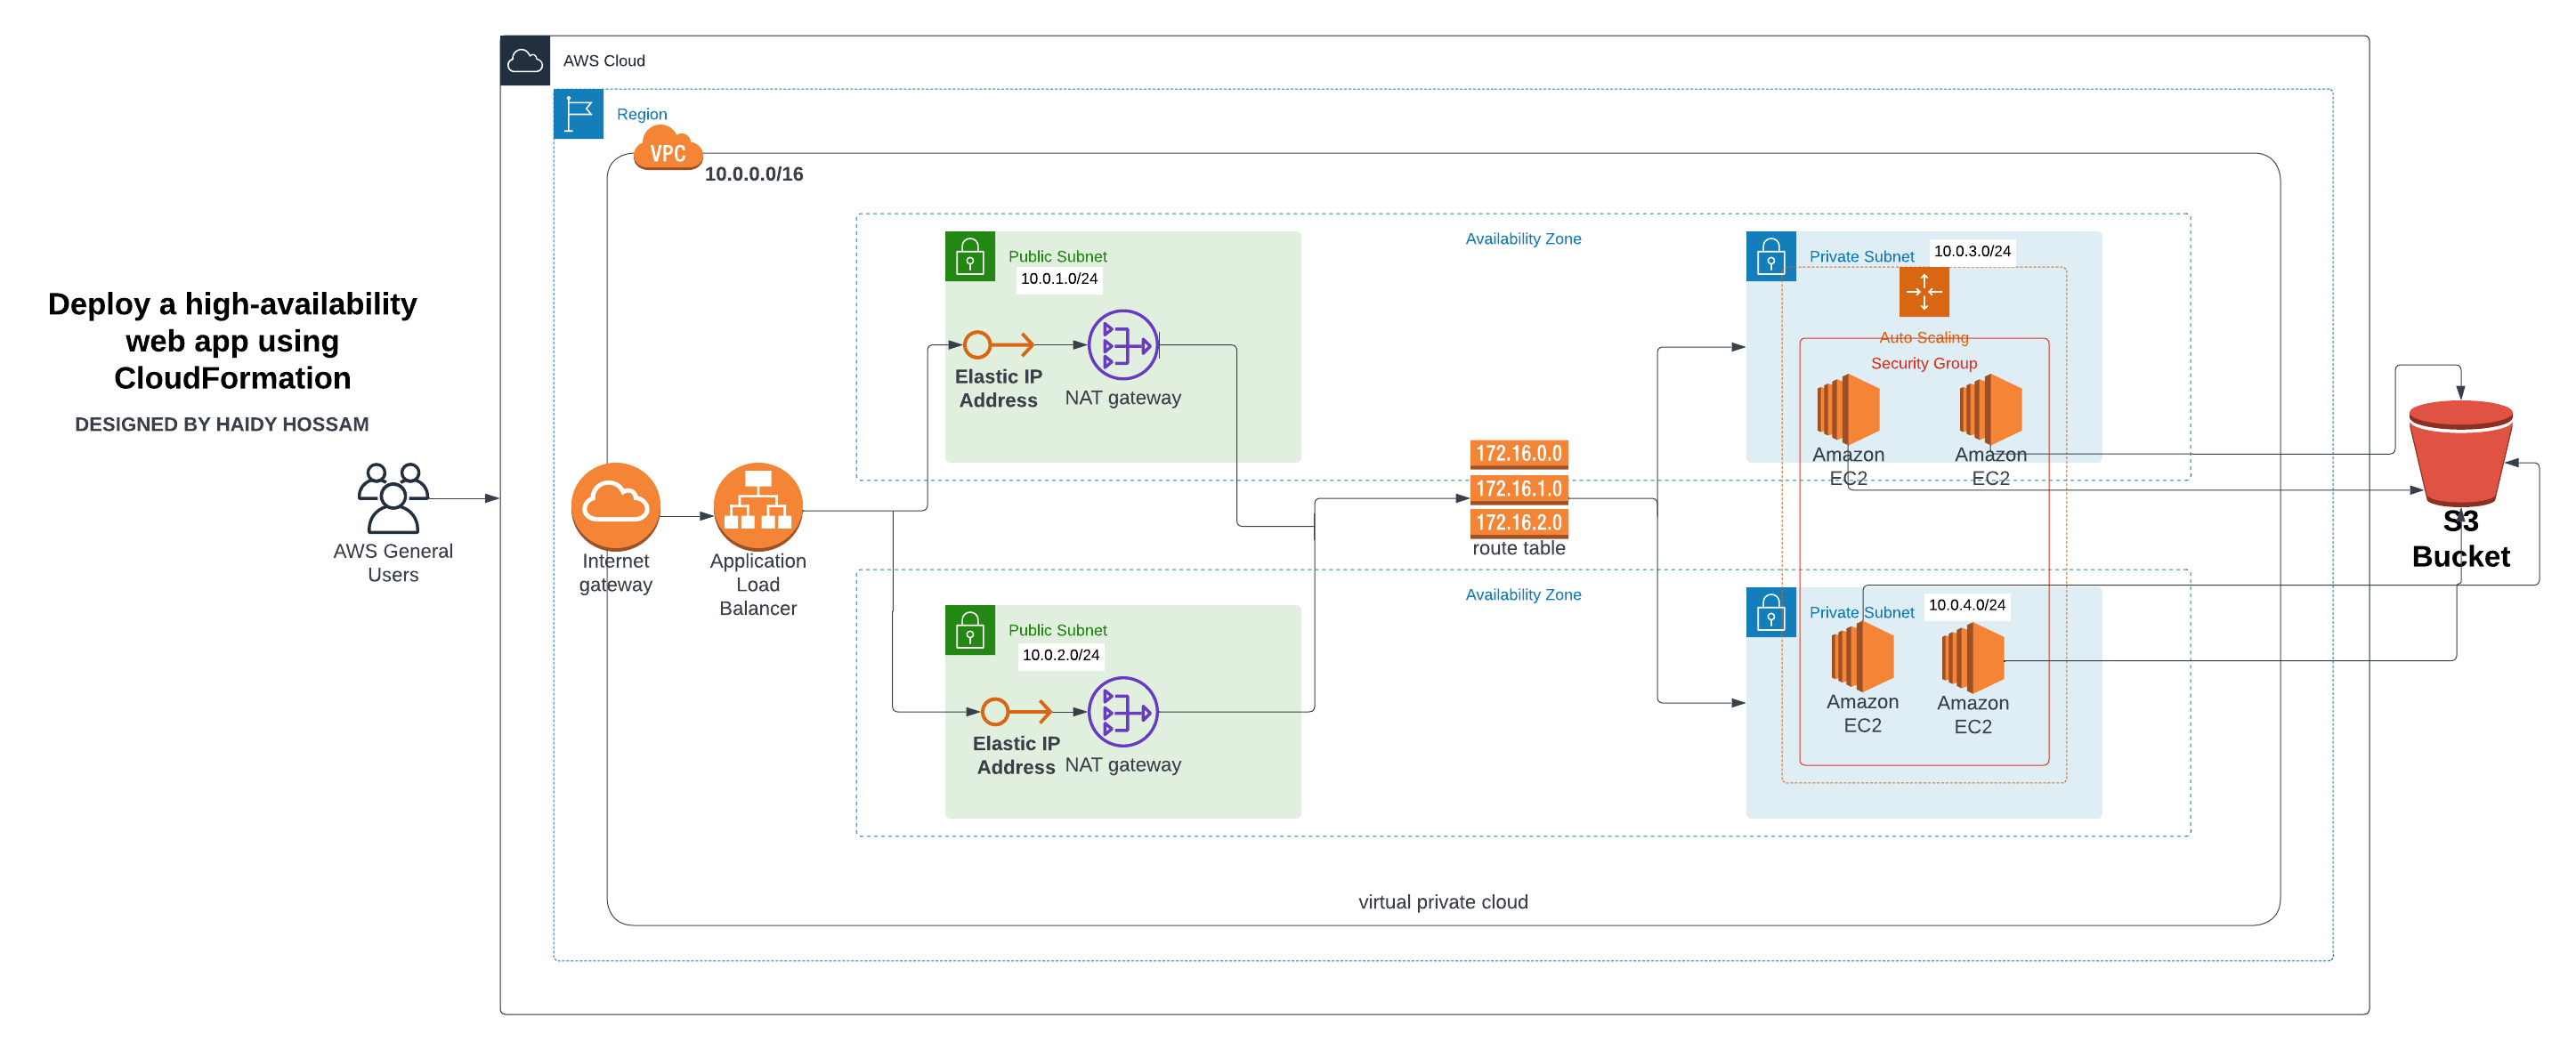 AWS Cloud
Region
VPC
10.0.0.0/16
Deploy a high-availability
web app using
CloudFormation
DESIGNED BY HAIDY HOSSAM
AWS General
Users
Internet
gateway
Application
Load
Balancer
Availability Zone
Public Subnet
10.0.1.0/24
Elastic IP
Address
NAT gateway
Private Subnet
10.0.3.0/24
Auto Scaling
Security Group
Amazon
EC2
Amazon
EC2
172.16.0.0
172.16.1.0
172.16.2.0
route table
Availability Zone
Public Subnet
10.0.2.0/24
Elastic IP
Address
NAT gateway
Private Subnet
10.0.4.0/24
Amazon
EC2
Amazon
EC2
S3
Bucket
virtual private cloud